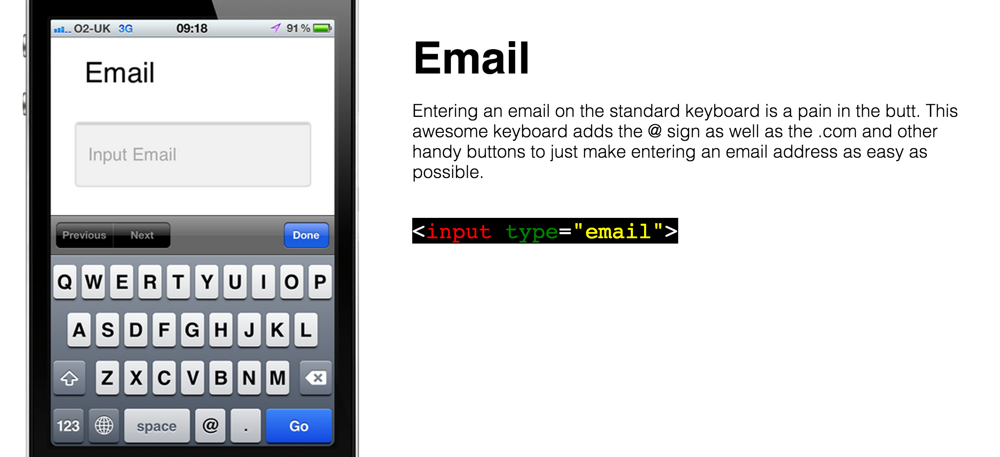 O2-UK 3G 09:18 91%
Email
Input Email
Previous Next Done
Q W E R T Y U I O P
A S D F G H J K L
Z X C V B N M
123 space @ . Go
Email
Entering an email on the standard keyboard is a pain in the butt. This
awesome keyboard adds the @ sign as well as the .com and other
handy buttons to just make entering an email address as easy as
possible.
<input type="email">